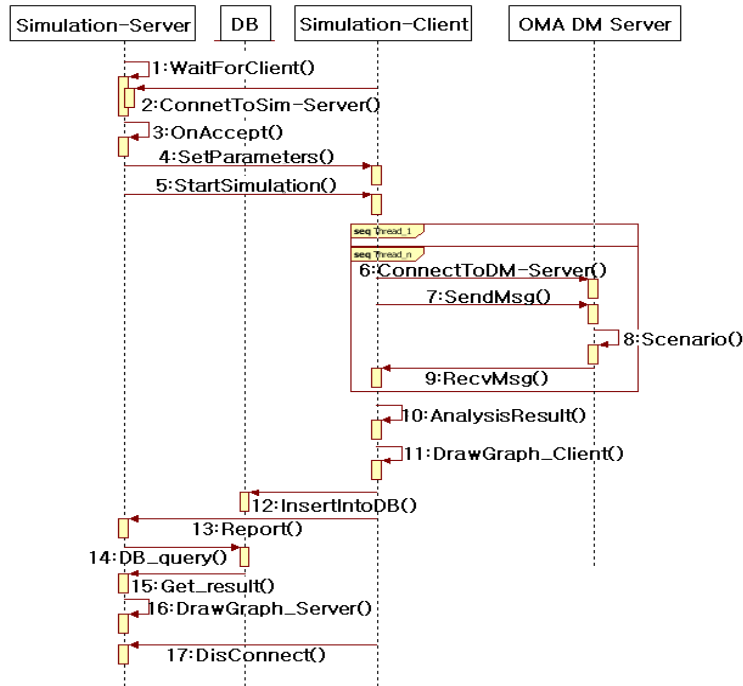 Simulation-Server
DB
Simulation-Client
OMA DM Server
1:WaitForClient()
2:ConnetToSim-Server()
3:OnAccept()
4:SetParameters()
5:StartSimulation()
seq Thread_1
seq Thread_n
6:ConnectToDM-Server()
7:SendMsg()
8:Scenario()
9:RecvMsg()
10:AnalysisResult()
11:DrawGraph_Client()
12:InsertIntoDB()
13:Report()
14:DB_query()
15:Get_result()
16:DrawGraph_Server()
17:DisConnect()